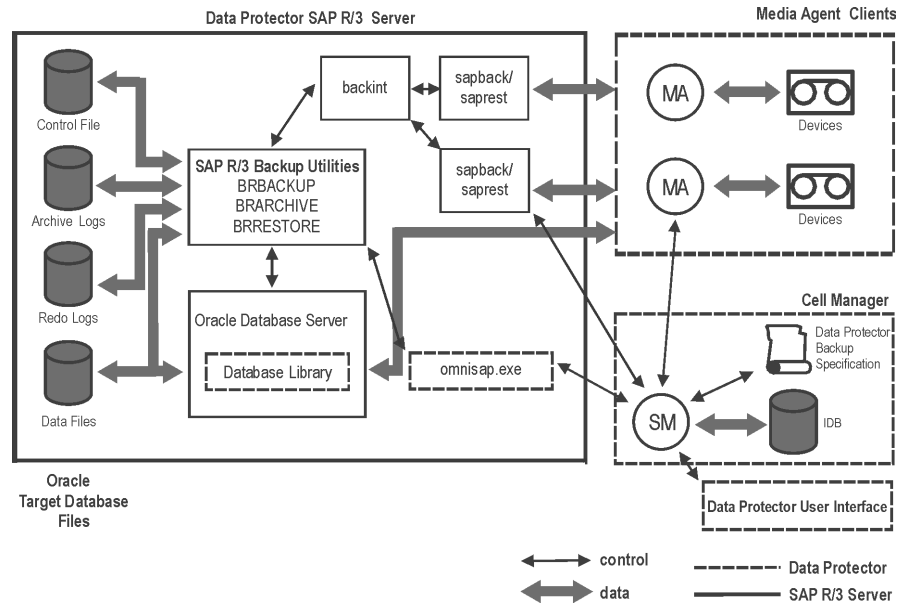 Data Protector SAP R/3 Server
Media Agent Clients
Control File
Archive Logs
Redo Logs
Data Files
backint
sapback/
saprest
sapback/
saprest
SAP R/3 Backup Utilities
BRBACKUP
BRARCHIVE
BRRESTORE
Oracle Database Server
Database Library
omnisap.exe
MA
Devices
MA
Devices
Cell Manager
Data Protector
Backup
Specification
SM
IDB
Data Protector User Interface
Oracle
Target Database
Files
control
data
Data Protector
SAP R/3 Server